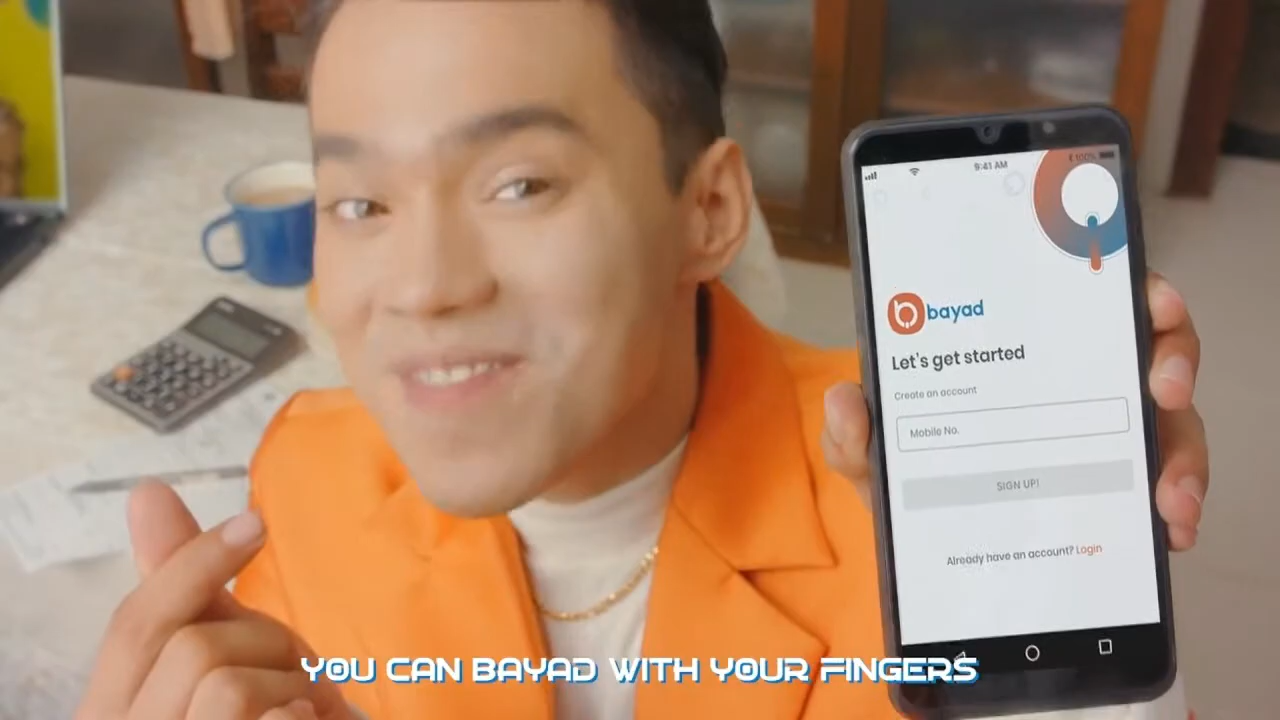 9:41 AM
100%
bayad
Let's get started
Create an account
Mobile No.
SIGN UP!
Already have an account? Login
YOU CAN BAYAD WITH YOUR FINGERS